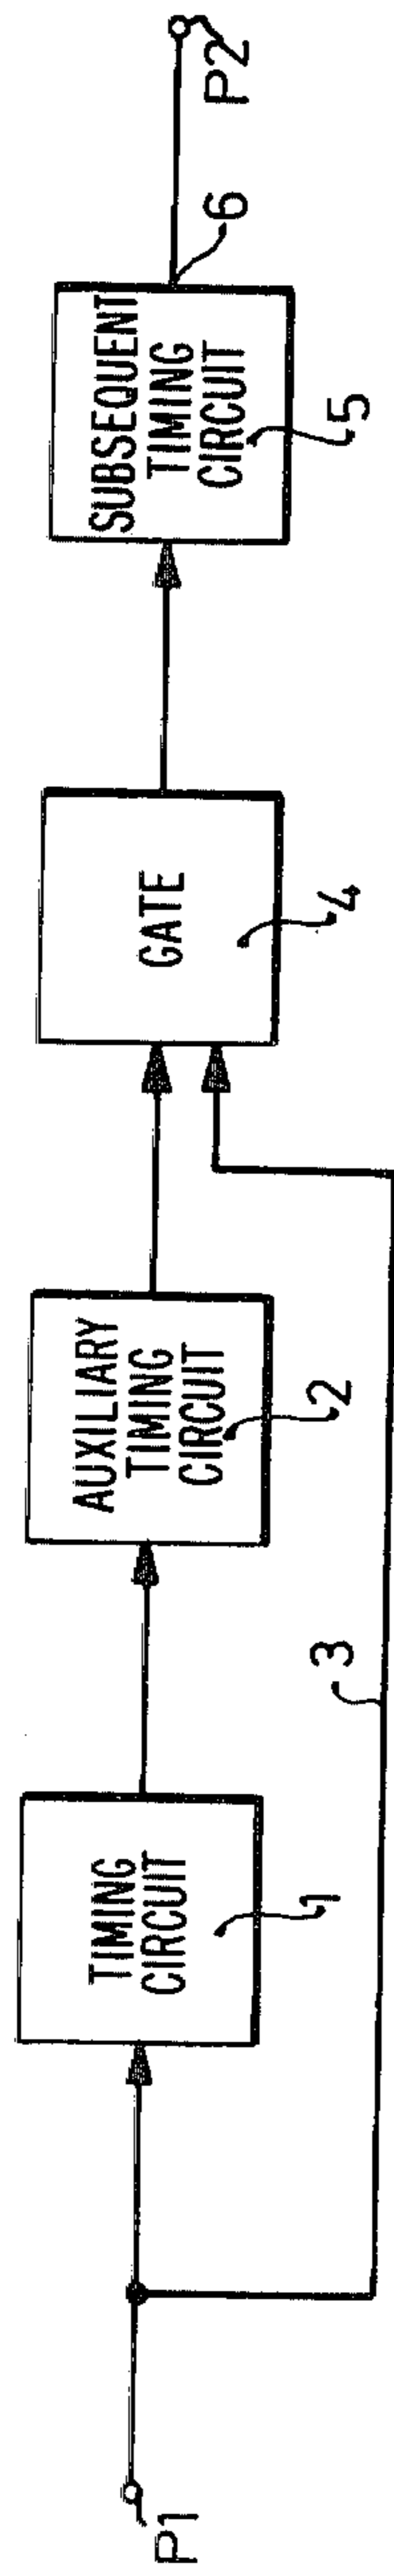 P1
TIMING
CIRCUIT
1
3
AUXILIARY
TIMING
CIRCUIT
2
GATE
4
SUBSEQUENT
TIMING
CIRCUIT
5
6
P2